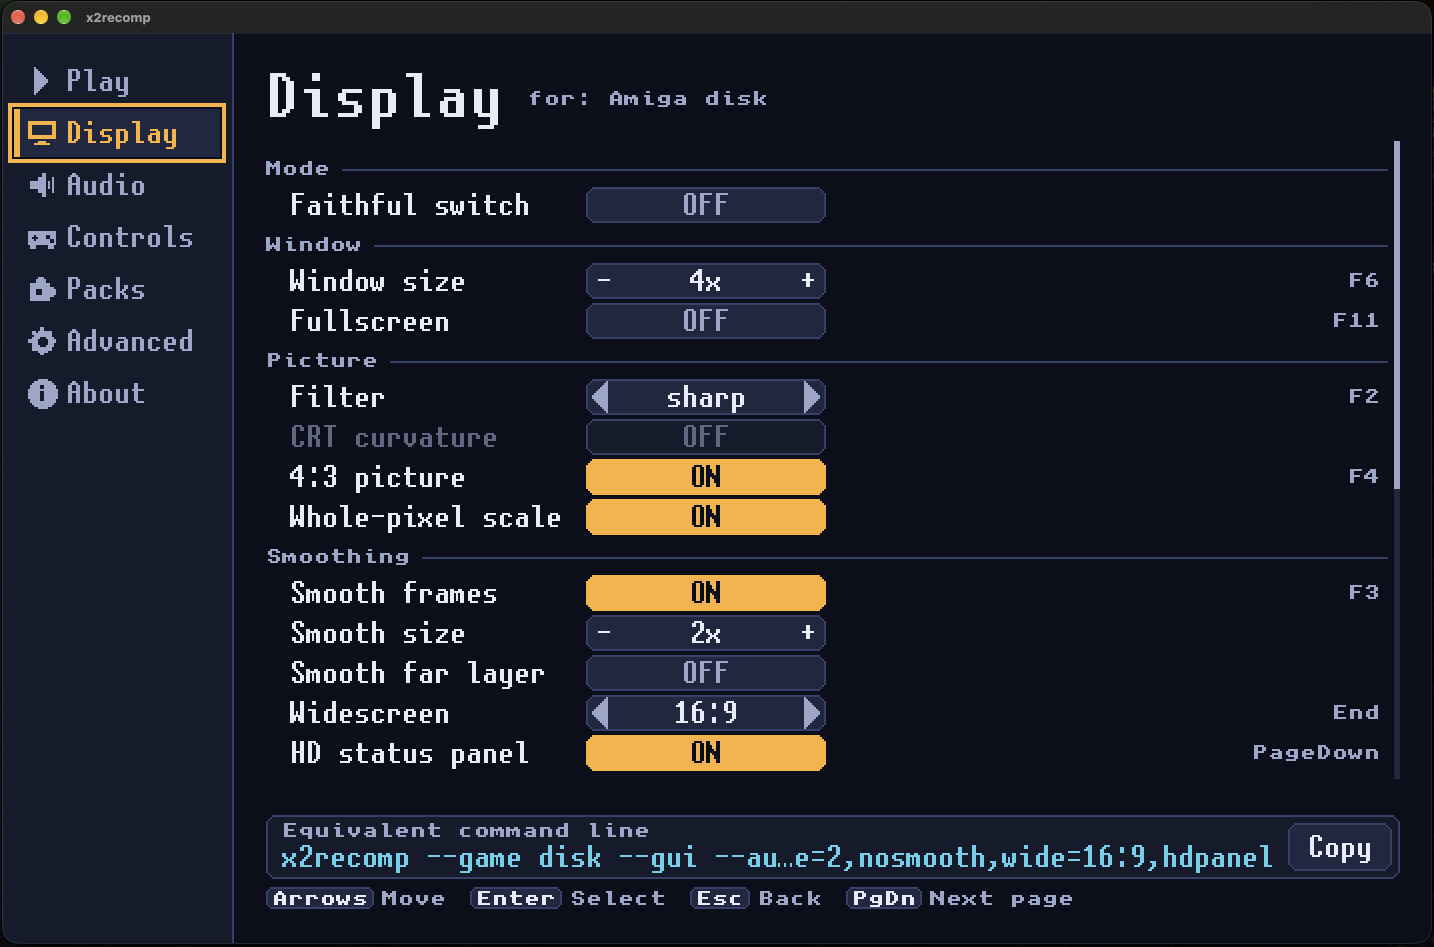 x2recomp
Play
Display
Audio
Controls
Packs
Advanced
About
Display for: Amiga disk
Mode
Faithful switch OFF
Window
Window size - 4x + F6
Fullscreen OFF F11
Picture
Filter sharp F2
CRT curvature OFF
4:3 picture ON F4
Whole-pixel scale ON
Smoothing
Smooth frames ON F3
Smooth size - 2x +
Smooth far layer OFF
Widescreen 16:9 End
HD status panel ON PageDown
Equivalent command line
x2recomp --game disk --gui --au…e=2,nosmooth,wide=16:9,hdpanel Copy
Arrows Move Enter Select Esc Back PgDn Next page